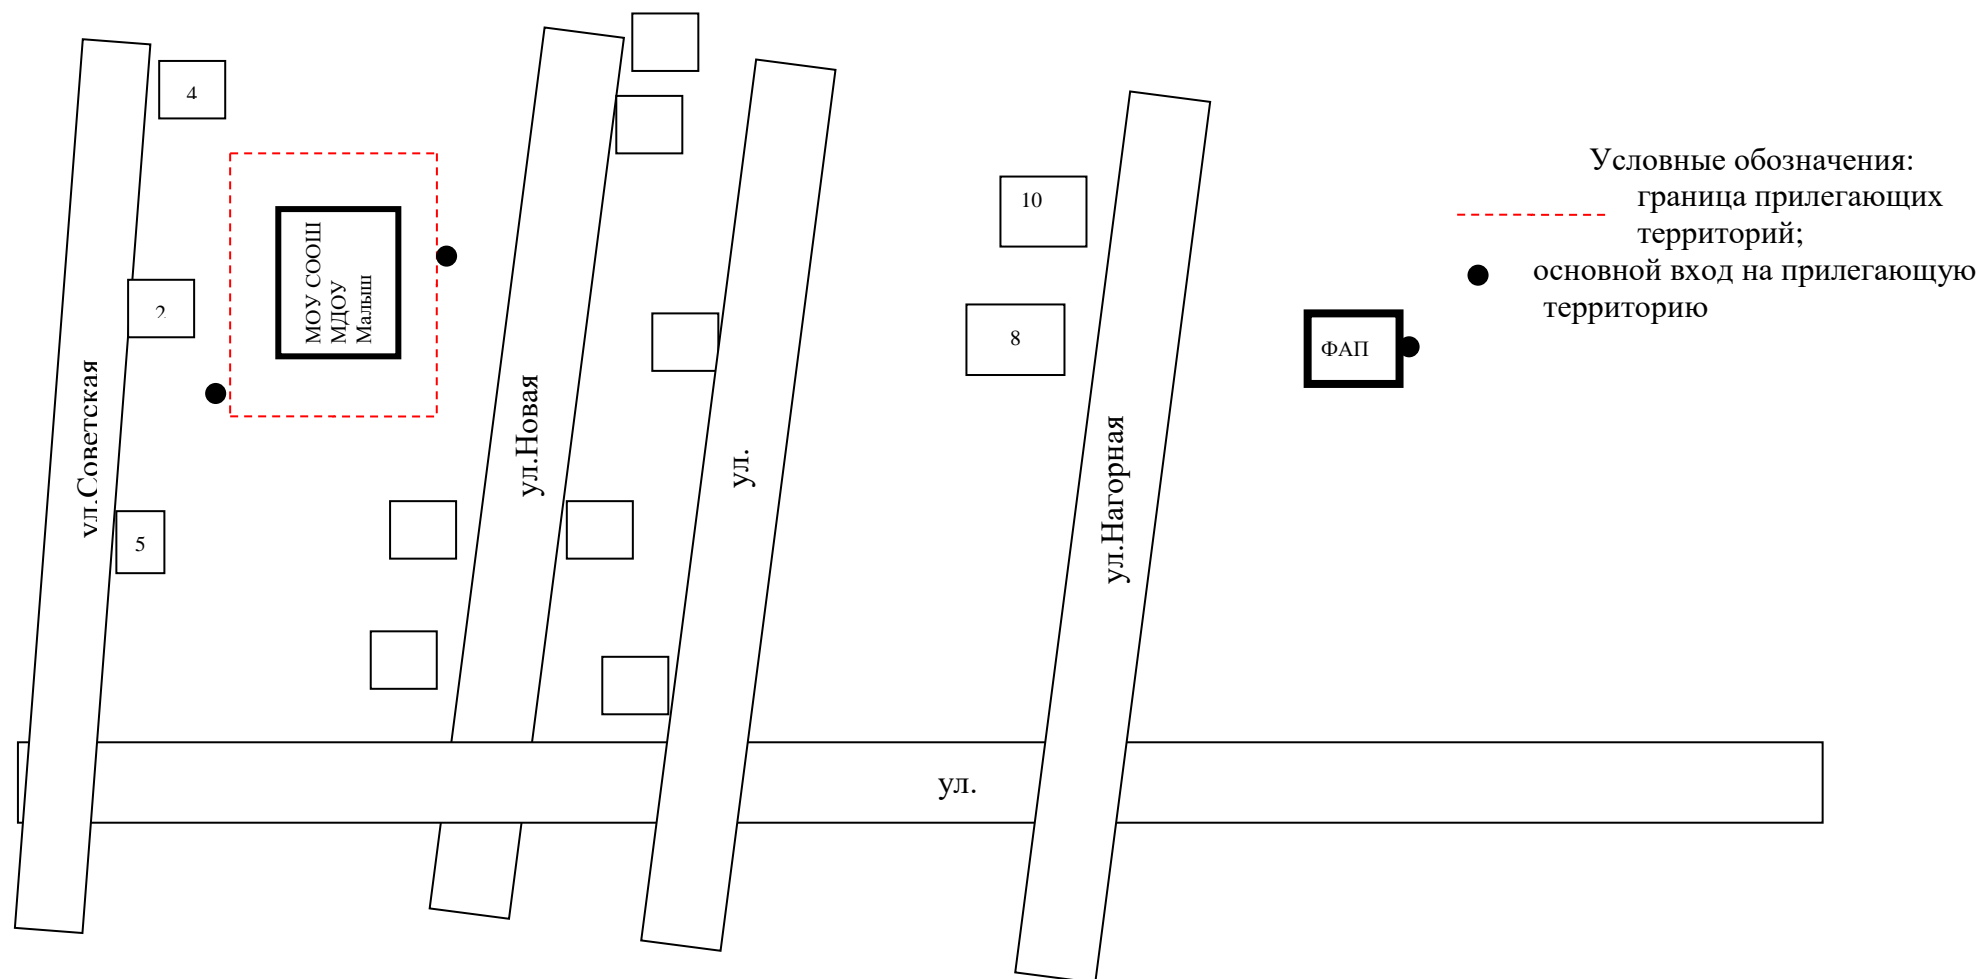 4
10
Условные обозначения:
граница прилегающих
территорий;
основной вход на прилегающую
территорию
МОУ СООШ
МДОУ
Малыш
2
8
ФАП
ул.Советская
ул.Новая
ул.
ул.Нагорная
5
ул.